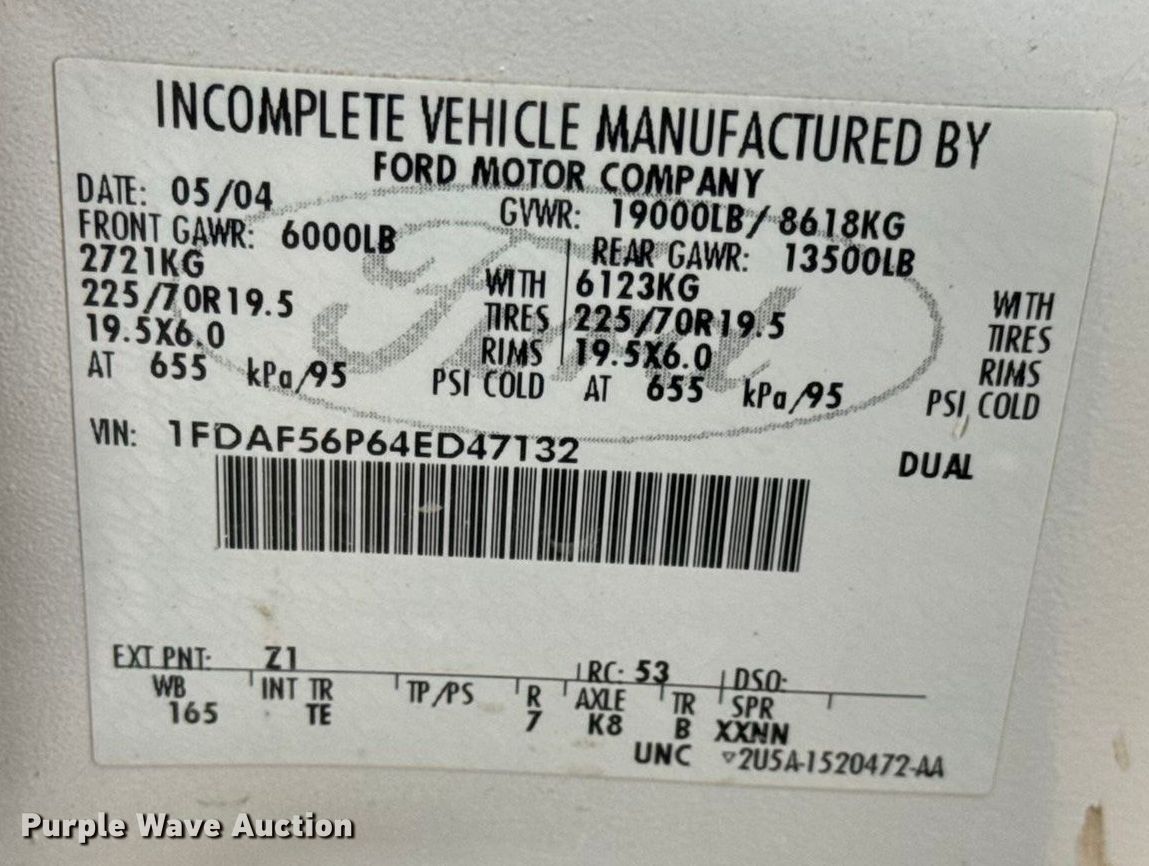 INCOMPLETE VEHICLE MANUFACTURED BY
FORD MOTOR COMPANY
DATE: 05/04
GVWR: 19000LB/ 8618KG
FRONT GAWR: 6000LB
2721KG WITH
225/70R19.5 TIRES
19.5X6.0 RIMS
AT 655 kPa/95 PSI COLD
REAR GAWR: 13500LB
6123KG WITH
225/70R19.5 TIRES
19.5X6.0 RIMS
AT 655 kPa/95 PSI COLD
Ford
VIN: 1FDAF56P64ED47132
DUAL
EXT PNT: Z1 RC: 53 DSO:
WB INT TR TP/PS R AXLE TR SPR
165 TE 7 K8 B XXNN
UNC ▽2U5A-1520472-AA
Purple Wave Auction